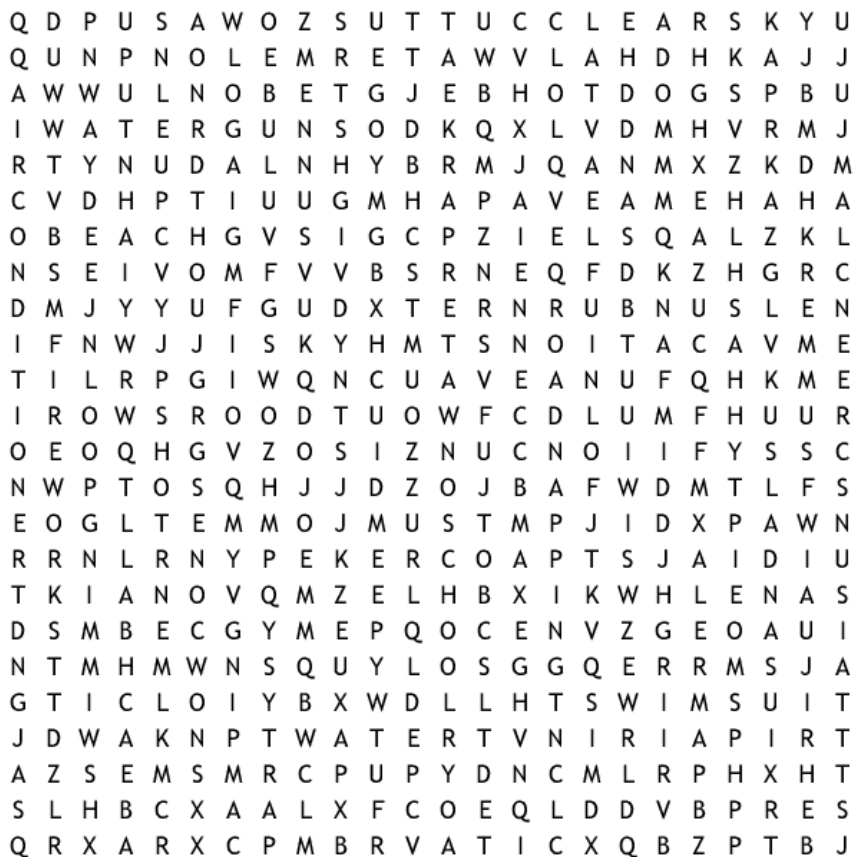 Q D P U S A W O Z S U T T U C C L E A R S K Y U
Q U N P N O L E M R E T A W V L A H D H K A J J
A W W U L N O B E T G J E B H O T D O G S P B U
I W A T E R G U N S O D K Q X L V D M H V R M J
R T Y N U D A L N H Y B R M J Q A N M X Z K D M
C V D H P T I U U G M H A P A V E A M E H A H A
O B E A C H G V S I G C P Z I E L S Q A L Z K L
N S E I V O M F V V B S R N E Q F D K Z H G R C
D M J Y Y U F G U D X T E R N R U B N U S L E N
I F N W J J I S K Y H M T S N O I T A C A V M E
T I L R P G I W Q N C U A V E A N U F Q H K M E
I R O W S R O O D T U O W F C D L U M F H U U R
O E O Q H G V Z O S I Z N U C N O I I F Y S S C
N W P T O S Q H J J D Z O J B A F W D M T L F S
E O G L T E M M O J M U S T M P J I D X P A W N
R R N L R N Y P E K E R C O A P T S J A I D I U
T K I A N O V Q M Z E L H B X I K W H L E N A S
D S M B E C G Y M E P Q O C E N V Z G E O A U I
N T M H M W N S Q U Y L O S G G Q E R R M S J A
G T I C L O I Y B X W D L L H T S W I M S U I T
J D W A K N P T W A T E R T V N I R I A P I R T
A Z S E M S M R C P U P Y D N C M L R P H X H T
S L H B C X A A L X F C O E Q L D D V B P R E S
Q R X A R X C P M B R V A T I C X Q B Z P T B J